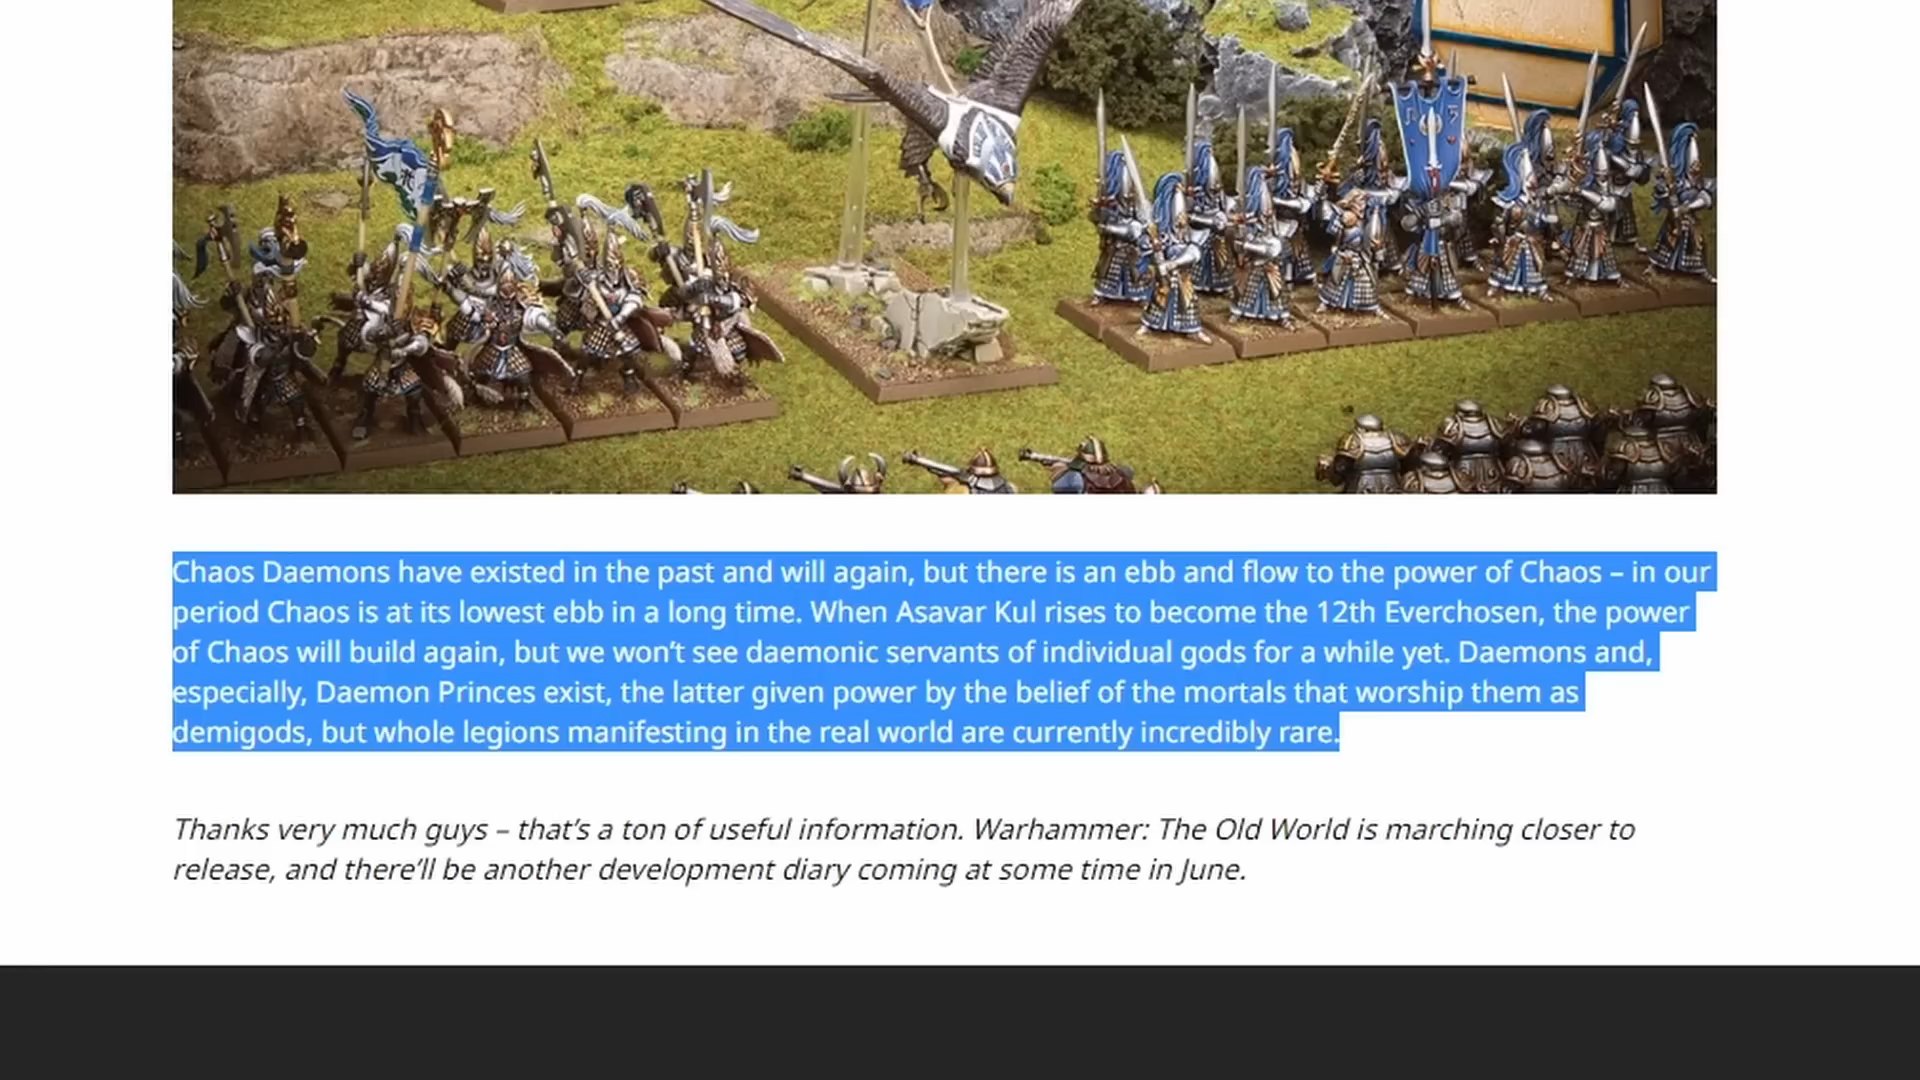 Chaos Daemons have existed in the past and will again, but there is an ebb and flow to the power of Chaos – in our
period Chaos is at its lowest ebb in a long time. When Asavar Kul rises to become the 12th Everchosen, the power
of Chaos will build again, but we won’t see daemonic servants of individual gods for a while yet. Daemons and,
especially, Daemon Princes exist, the latter given power by the belief of the mortals that worship them as
demigods, but whole legions manifesting in the real world are currently incredibly rare.
Thanks very much guys – that’s a ton of useful information. Warhammer: The Old World is marching closer to
release, and there’ll be another development diary coming at some time in June.